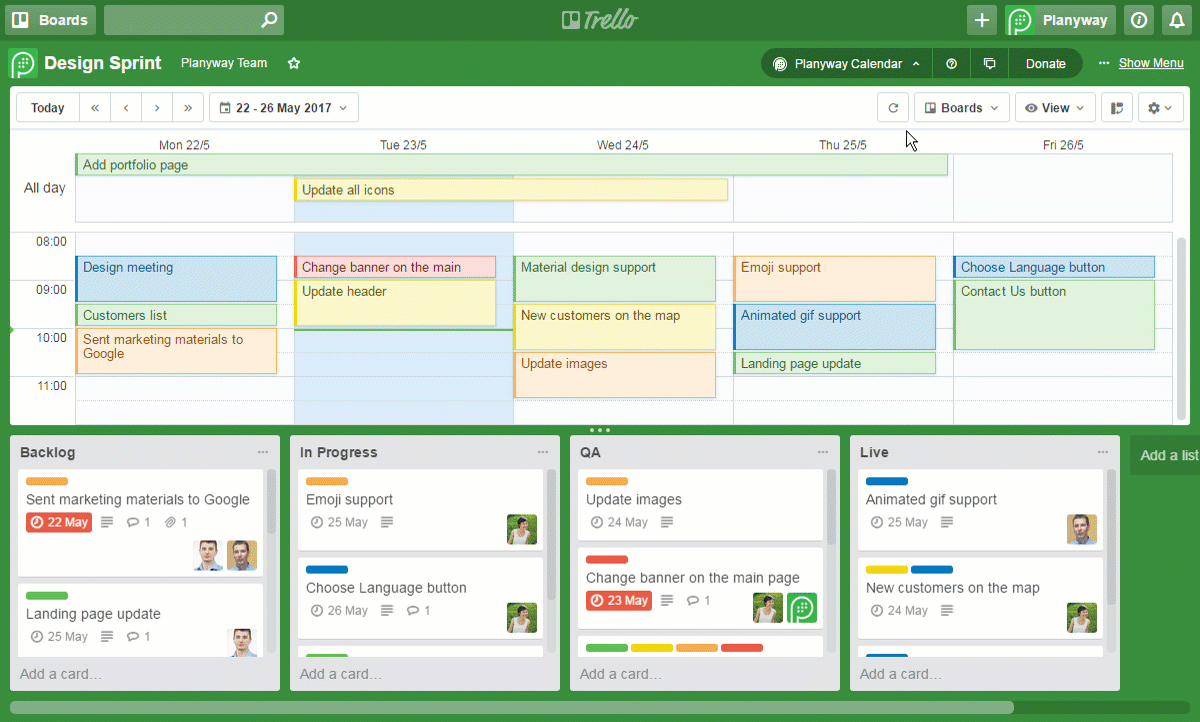 Boards
Trello
Planyway
Design Sprint
Planyway Team
Planyway Calendar
Donate
Show Menu
Today
22 - 26 May 2017
Boards
View
Mon 22/5
Tue 23/5
Wed 24/5
Thu 25/5
Fri 26/5
All day
Add portfolio page
Update all icons
08:00
09:00
10:00
11:00
Design meeting
Customers list
Sent marketing materials to
Google
Change banner on the main
Update header
Material design support
New customers on the map
Update images
Emoji support
Animated gif support
Landing page update
Choose Language button
Contact Us button
Backlog
Sent marketing materials to Google
22 May
1
1
Landing page update
25 May
1
Add a card…
In Progress
Emoji support
25 May
Choose Language button
26 May
1
Add a card…
QA
Update images
24 May
Change banner on the main page
23 May
1
Add a card…
Live
Animated gif support
25 May
New customers on the map
24 May
Add a card…
Add a list